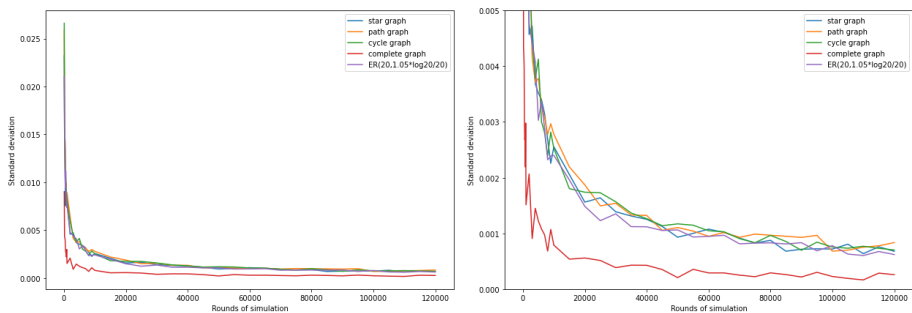 star graph
path graph
cycle graph
complete graph
ER(20,1.05*log20/20)
0.025
0.020
0.015
0.010
0.005
0.000
Standard deviation
0 20000 40000 60000 80000 100000 120000
Rounds of simulation
star graph
path graph
cycle graph
complete graph
ER(20,1.05*log20/20)
0.005
0.004
0.003
0.002
0.001
0.000
Standard deviation
0 20000 40000 60000 80000 100000 120000
Rounds of simulation